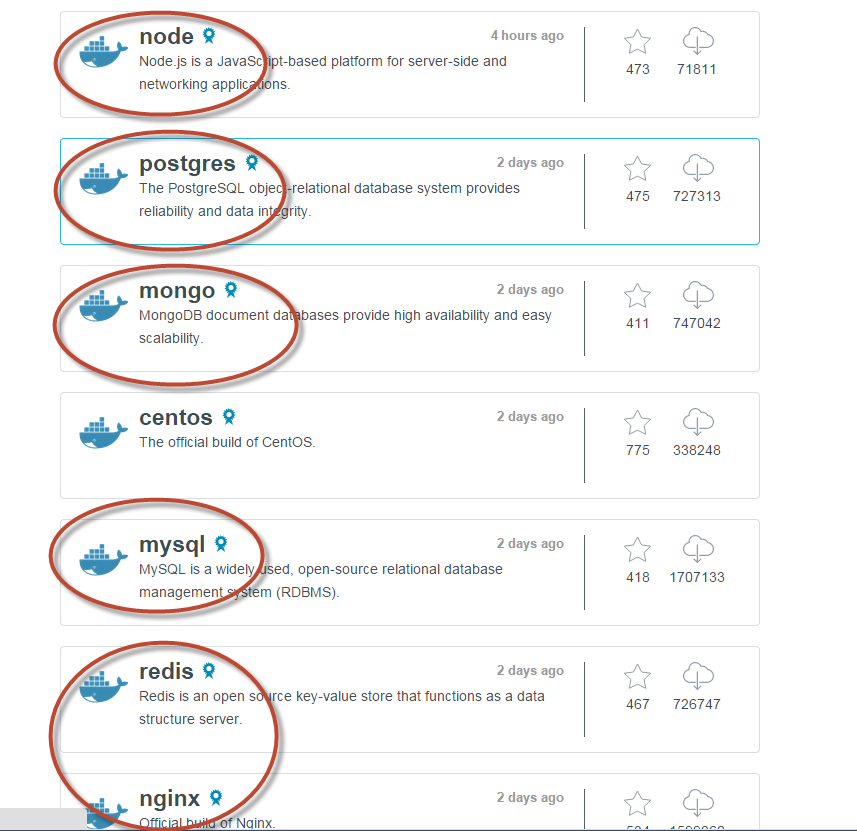 node 4 hours ago
Node.js is a JavaScript-based platform for server-side and
networking applications.
473 71811
postgres 2 days ago
The PostgreSQL object-relational database system provides
reliability and data integrity.
475 727313
mongo 2 days ago
MongoDB document databases provide high availability and easy
scalability.
411 747042
centos 2 days ago
The official build of CentOS.
775 338248
mysql 2 days ago
MySQL is a widely used, open-source relational database
management system (RDBMS).
418 1707133
redis 2 days ago
Redis is an open source key-value store that functions as a data
structure server.
467 726747
nginx 2 days ago
Official build of Nginx.